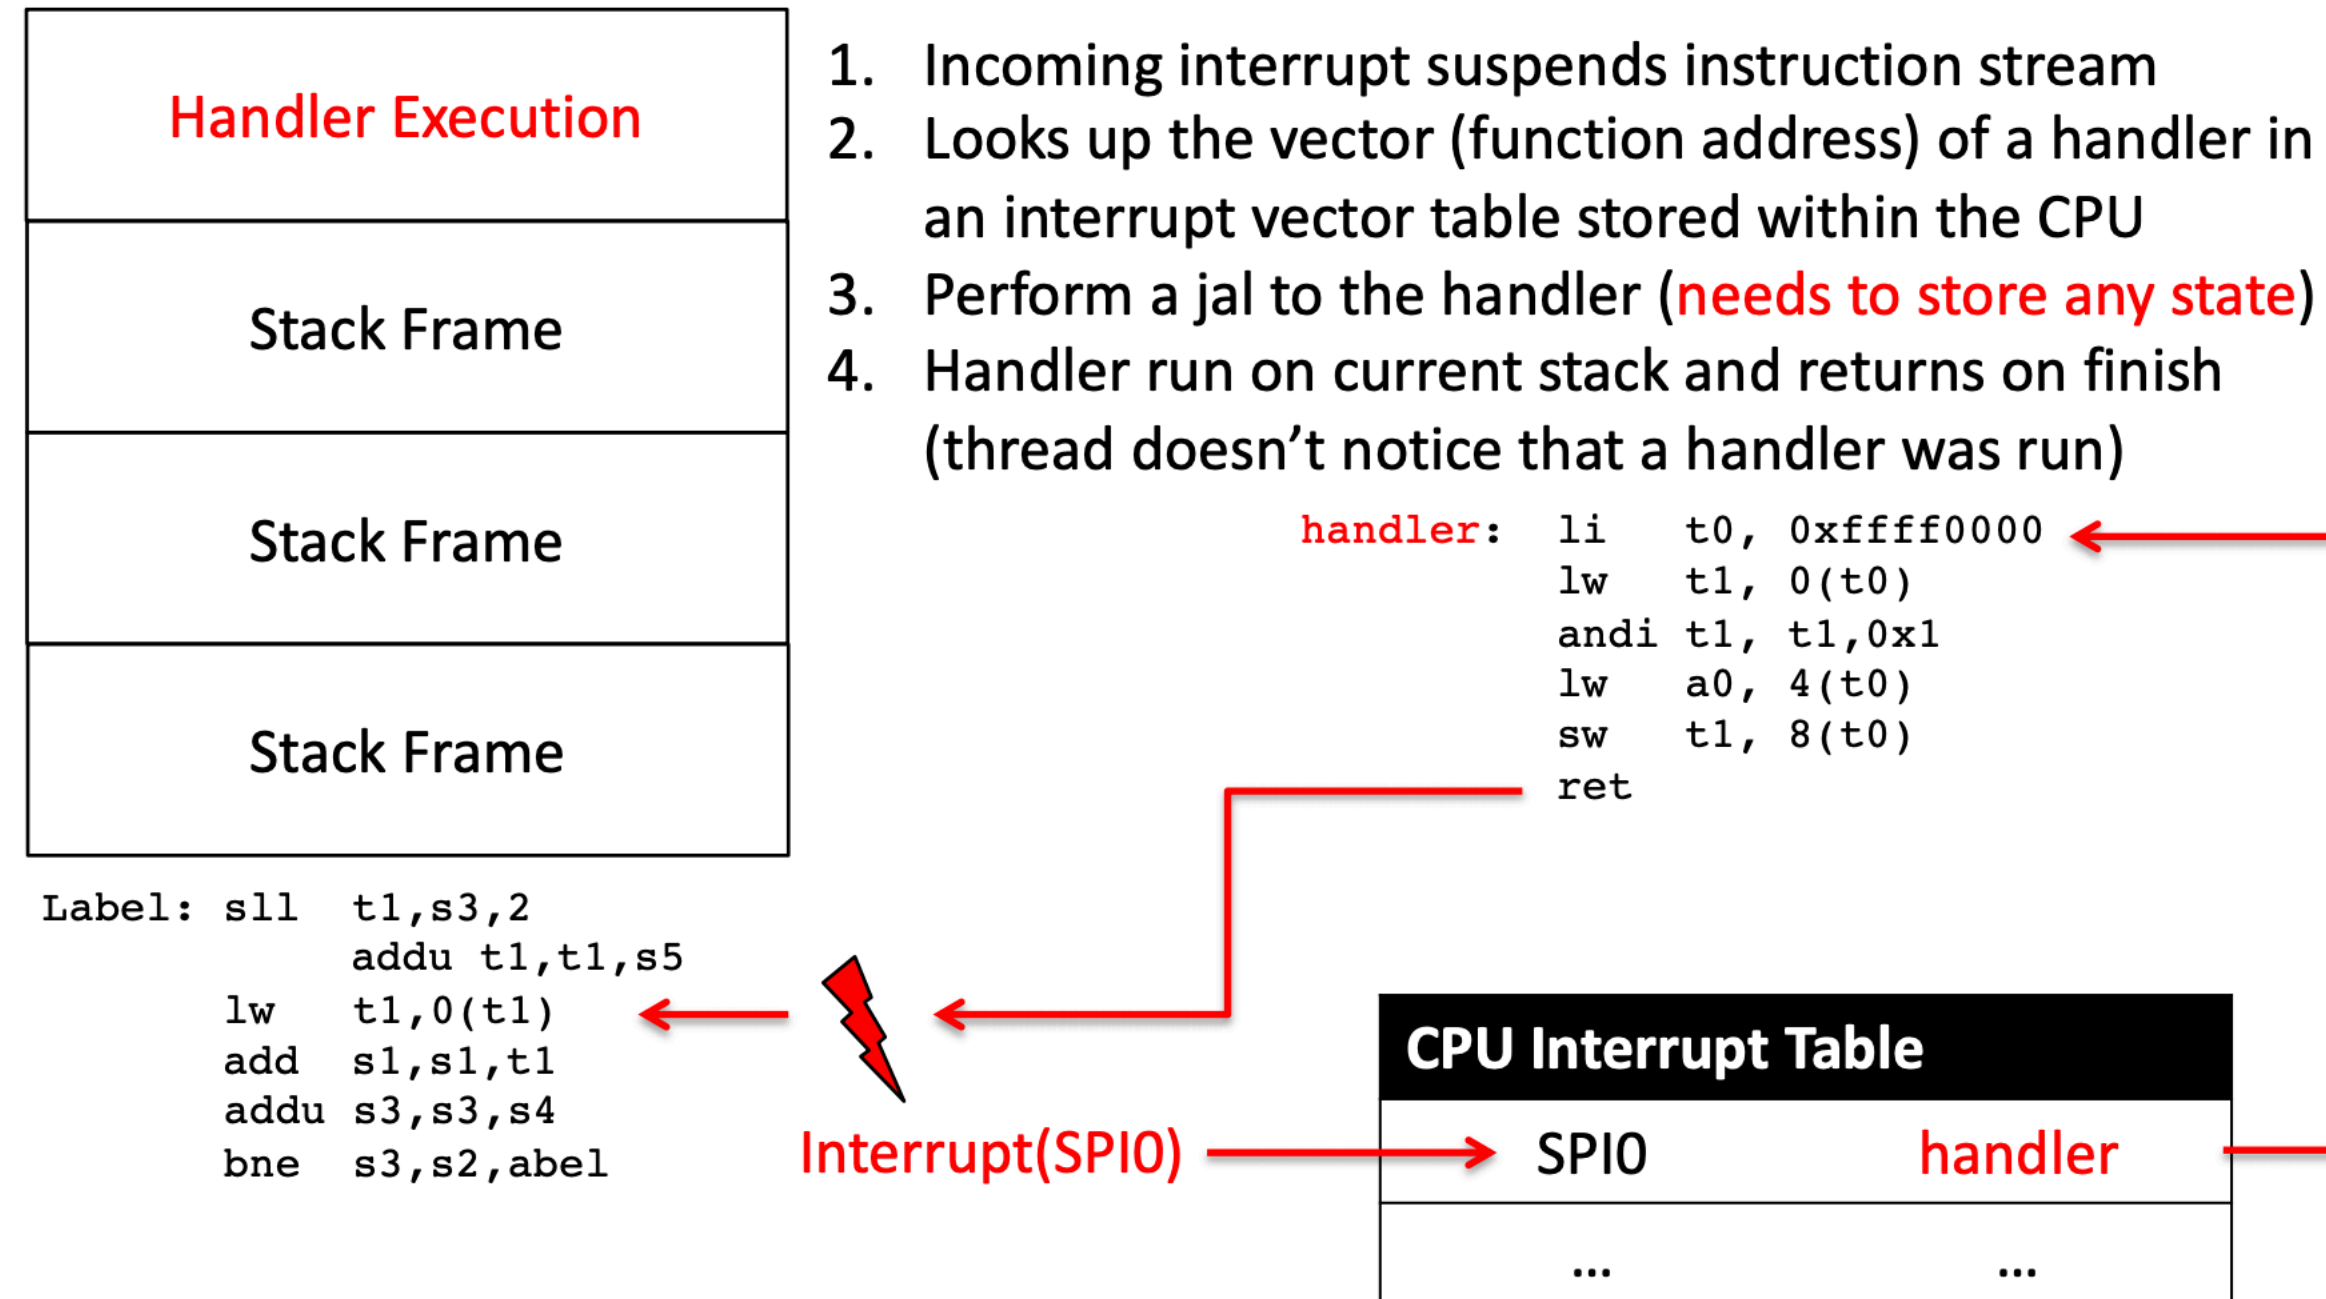 Handler Execution
Stack Frame
Stack Frame
Stack Frame
1. Incoming interrupt suspends instruction stream
2. Looks up the vector (function address) of a handler in
an interrupt vector table stored within the CPU
3. Perform a jal to the handler (needs to store any state)
4. Handler run on current stack and returns on finish
(thread doesn’t notice that a handler was run)
handler: li t0, 0xffff0000
lw t1, 0(t0)
andi t1, t1,0x1
lw a0, 4(t0)
sw t1, 8(t0)
ret
Label: sll t1,s3,2
addu t1,t1,s5
lw t1,0(t1)
add s1,s1,t1
addu s3,s3,s4
bne s3,s2,abel
Interrupt(SPI0)
CPU Interrupt Table
SPI0 handler
... ...